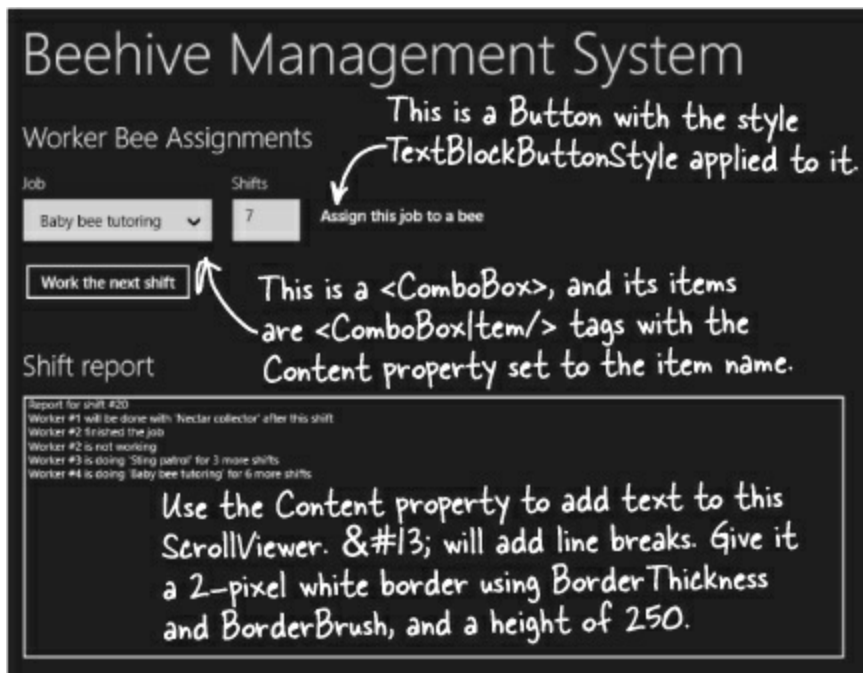 Beehive Management System
This is a Button with the style
TextBlockButtonStyle applied to it.
Worker Bee Assignments
Job
Shifts
Baby bee tutoring
7
Assign this job to a bee
Work the next shift
This is a <ComboBox>, and its items
are <ComboBoxItem/> tags with the
Content property set to the item name.
Shift report
Report for shift #20
Worker #1 will be done with 'Nectar collector' after this shift
Worker #2 finished the job
Worker #2 is not working
Worker #3 is doing 'Sting patrol' for 3 more shifts
Worker #4 is doing 'Baby bee tutoring' for 6 more shifts
Use the Content property to add text to this
ScrollViewer. &#13; will add line breaks. Give it
a 2-pixel white border using BorderThickness
and BorderBrush, and a height of 250.